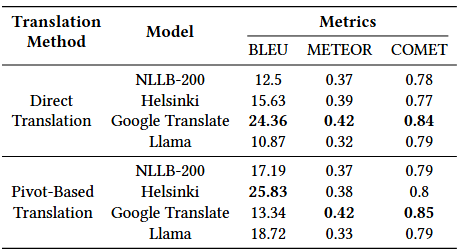 Translation Method Model Metrics
BLEU METEOR COMET
Direct Translation
NLLB-200 12.5 0.37 0.78
Helsinki 15.63 0.39 0.77
Google Translate 24.36 0.42 0.84
Llama 10.87 0.32 0.79
Pivot-Based Translation
NLLB-200 17.19 0.37 0.79
Helsinki 25.83 0.38 0.8
Google Translate 13.34 0.42 0.85
Llama 18.72 0.33 0.79